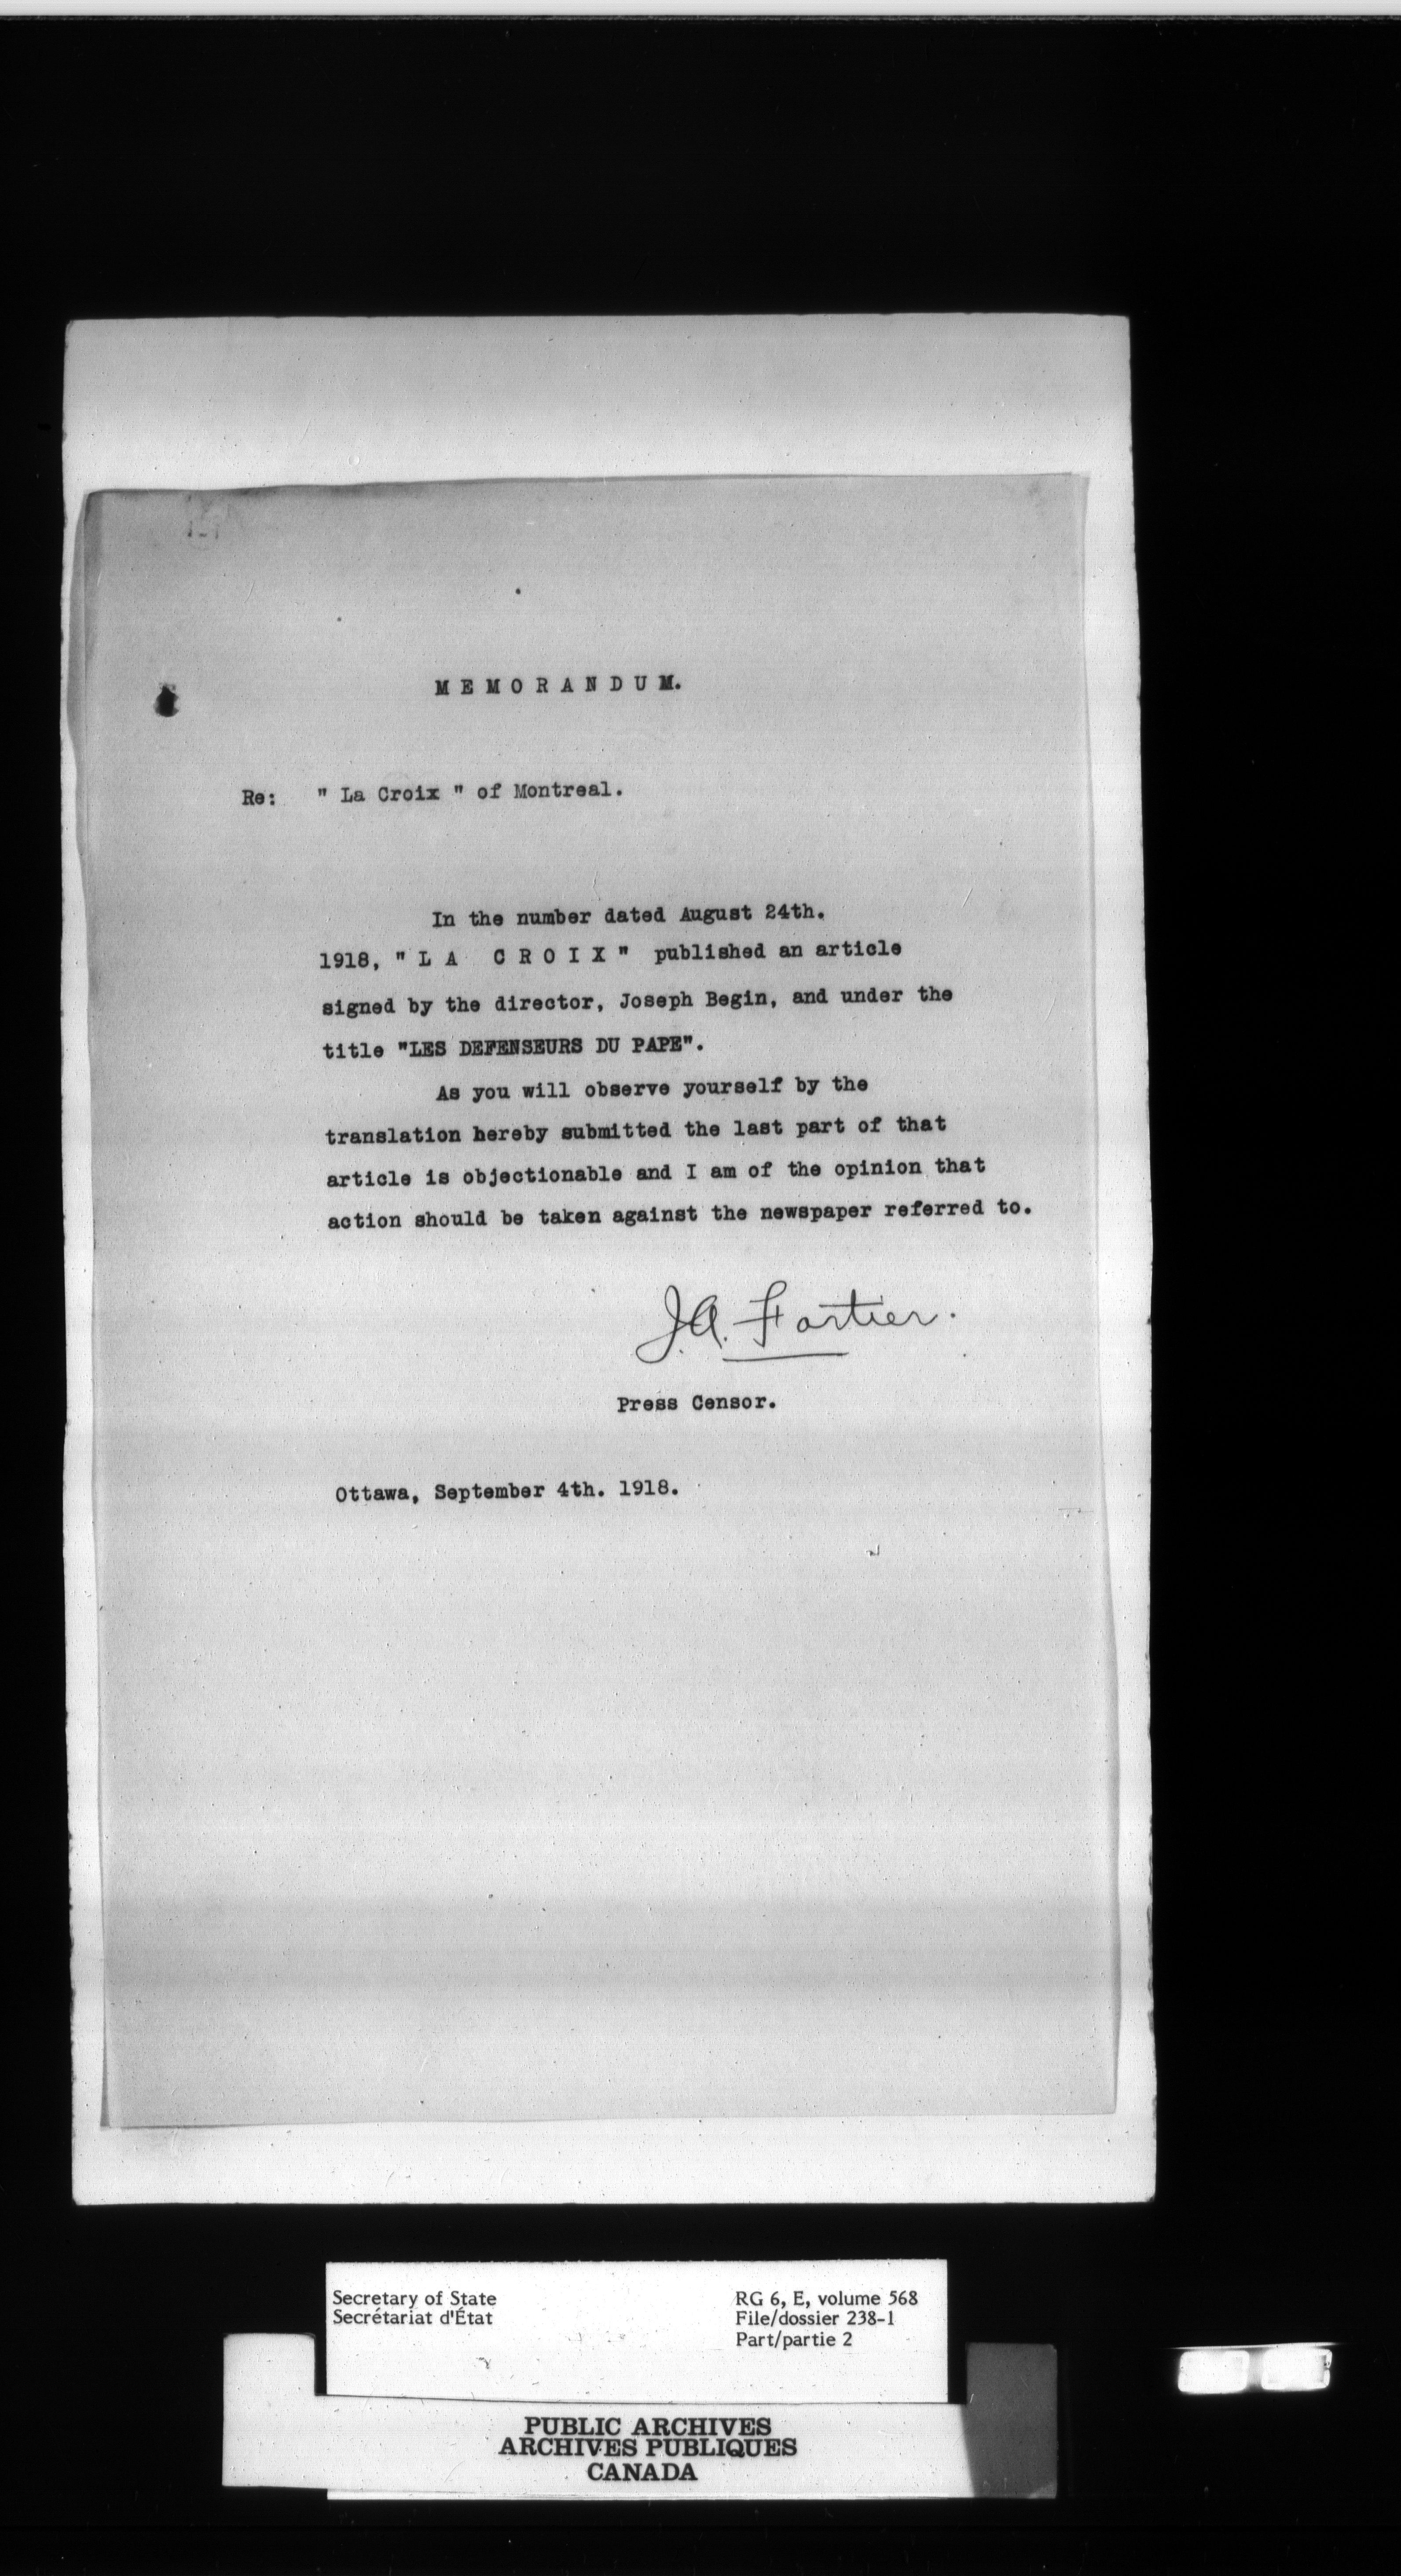 MEMORANDUM.
Re: " La Croix " of Montreal.
In the number dated August 24th.
1918, "L A C R O I X" published an article
signed by the director, Joseph Begin, and under the
title "LES DEFENSEURS DU PAPE".
As you will observe yourself by the
translation hereby submitted the last part of that
article is objectionable and I am of the opinion that
action should be taken against the newspaper referred to.
J.A. Fortier.
Press Censor.
Ottawa, September 4th. 1918.
Secretary of State
Secrétariat d'État
RG 6, E, volume 568
File/dossier 238-1
Part/partie 2
PUBLIC ARCHIVES
ARCHIVES PUBLIQUES
CANADA